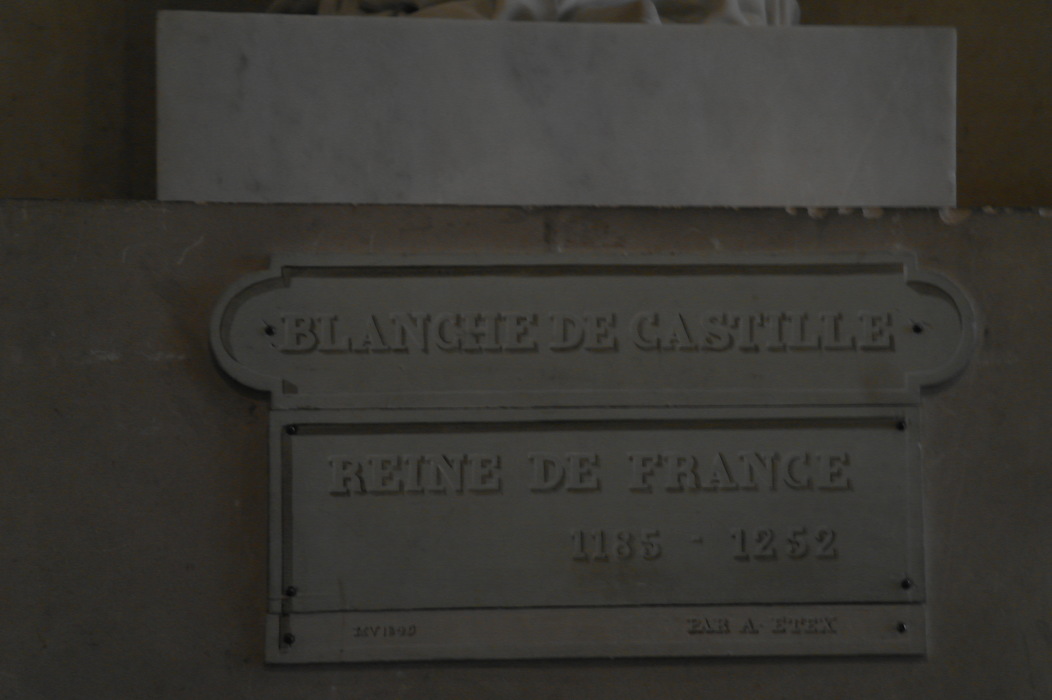 BLANCHE DE CASTILLE
REINE DE FRANCE
1185 - 1252
PAR A. ETEX